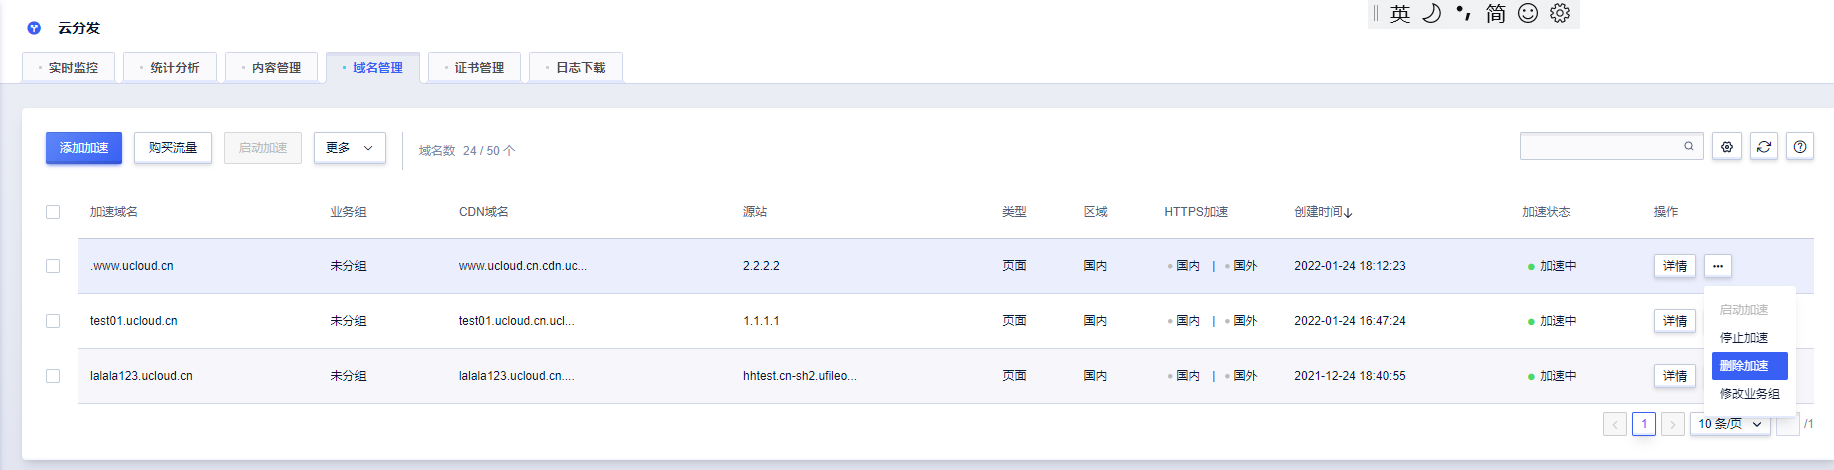 英 简
云分发
实时监控 统计分析 内容管理 域名管理 证书管理 日志下载
添加加速 购买流量 启动加速 更多 域名数 24 / 50 个
加速域名 业务组 CDN域名 源站 类型 区域 HTTPS加速 创建时间 加速状态 操作
.www.ucloud.cn 未分组 www.ucloud.cn.cdn.uc... 2.2.2.2 页面 国内 国内 | 国外 2022-01-24 18:12:23 加速中 详情 ...
test01.ucloud.cn 未分组 test01.ucloud.cn.ucl... 1.1.1.1 页面 国内 国内 | 国外 2022-01-24 16:47:24 加速中 详情
lalala123.ucloud.cn 未分组 lalala123.ucloud.cn.... hhtest.cn-sh2.ufileo... 页面 国内 国内 | 国外 2021-12-24 18:40:55 加速中 详情
启动加速
停止加速
删除加速
修改业务组
1 10 条/页 /1